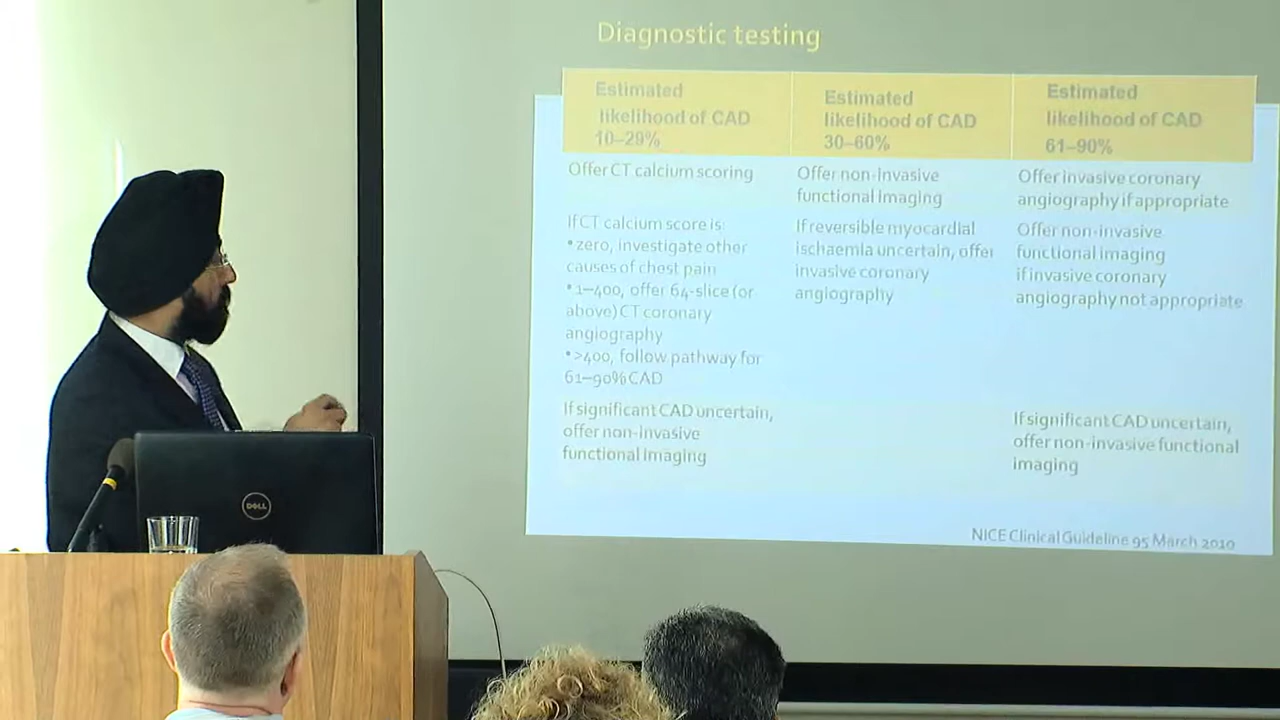 Diagnostic testing
Estimated
likelihood of CAD
10–29%
Estimated
likelihood of CAD
30–60%
Estimated
likelihood of CAD
61–90%
Offer CT calcium scoring
Offer non-invasive
functional imaging
Offer invasive coronary
angiography if appropriate
If CT calcium score is:
•zero, investigate other
causes of chest pain
•1–400, offer 64-slice (or
above) CT coronary
angiography
•>400, follow pathway for
61–90% CAD
If reversible myocardial
ischaemia uncertain, offer
invasive coronary
angiography
Offer non-invasive
functional imaging
if invasive coronary
angiography not appropriate
If significant CAD uncertain,
offer non-invasive
functional imaging
If significant CAD uncertain,
offer non-invasive functional
imaging
NICE Clinical Guideline 95 March 2010
DELL